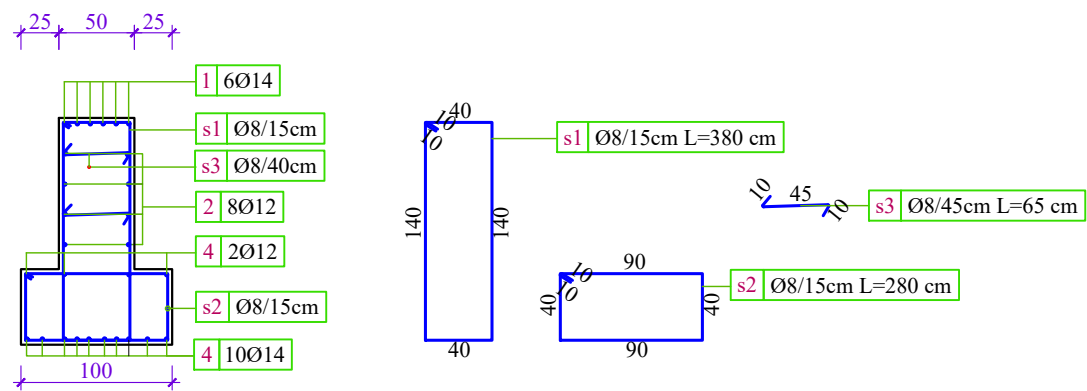 25 50 25
1 6Ø14
s1 Ø8/15cm
s3 Ø8/40cm
2 8Ø12
4 2Ø12
s2 Ø8/15cm
4 10Ø14
100
40
10
10
140
140
40
s1 Ø8/15cm L=380 cm
90
10
10
40
40
90
s2 Ø8/15cm L=280 cm
10
45
10
s3 Ø8/45cm L=65 cm